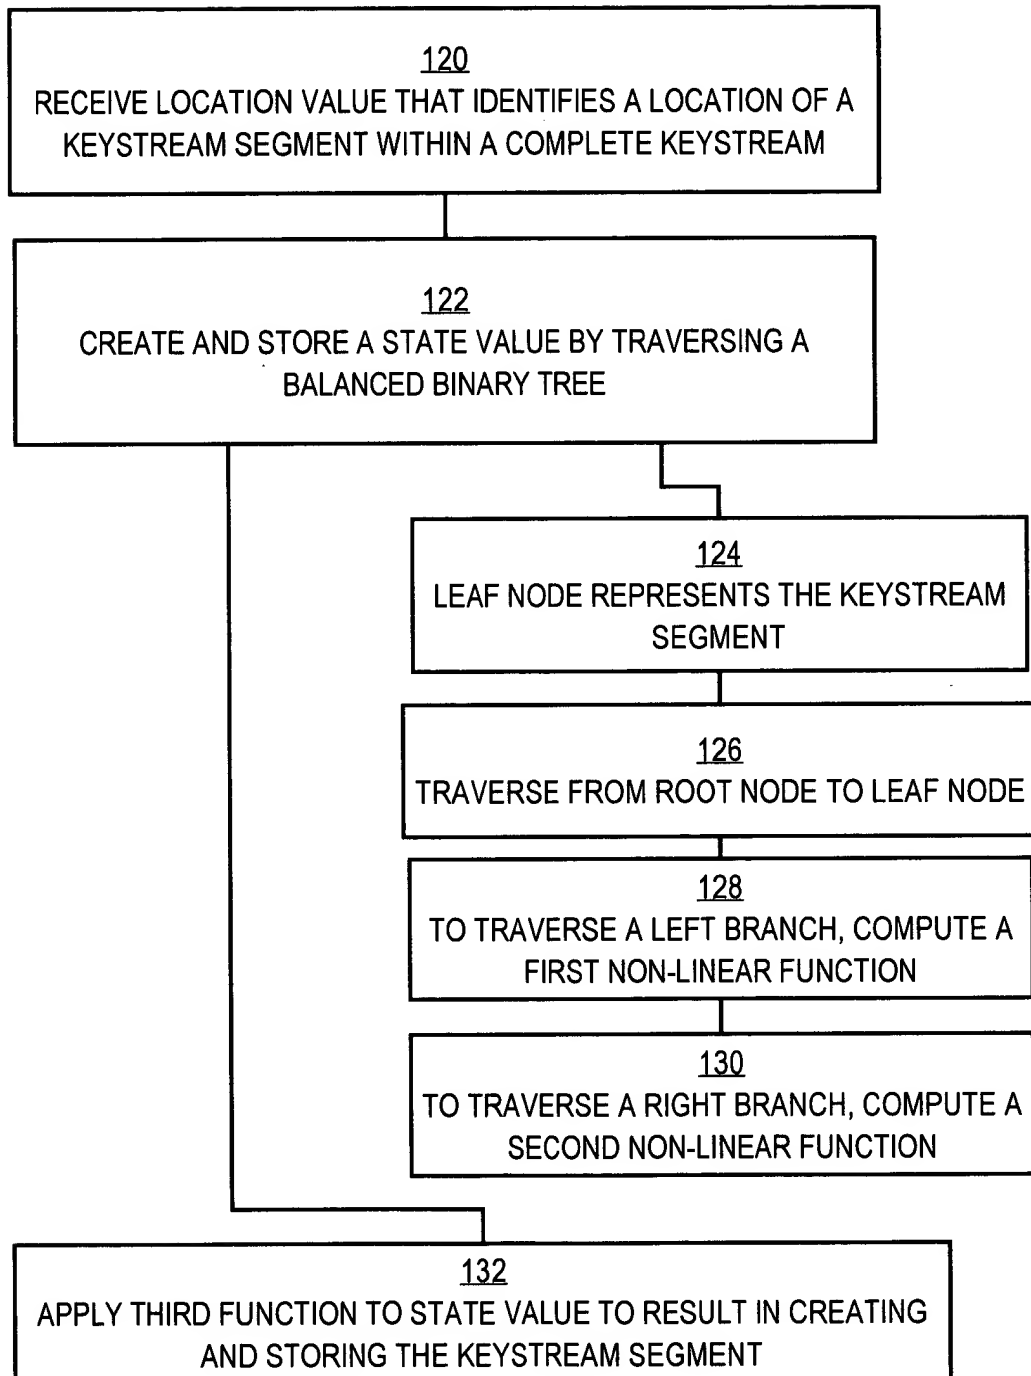 120
RECEIVE LOCATION VALUE THAT IDENTIFIES A LOCATION OF A
KEYSTREAM SEGMENT WITHIN A COMPLETE KEYSTREAM
122
CREATE AND STORE A STATE VALUE BY TRAVERSING A
BALANCED BINARY TREE
124
LEAF NODE REPRESENTS THE KEYSTREAM
SEGMENT
126
TRAVERSE FROM ROOT NODE TO LEAF NODE
128
TO TRAVERSE A LEFT BRANCH, COMPUTE A
FIRST NON-LINEAR FUNCTION
130
TO TRAVERSE A RIGHT BRANCH, COMPUTE A
SECOND NON-LINEAR FUNCTION
132
APPLY THIRD FUNCTION TO STATE VALUE TO RESULT IN CREATING
AND STORING THE KEYSTREAM SEGMENT